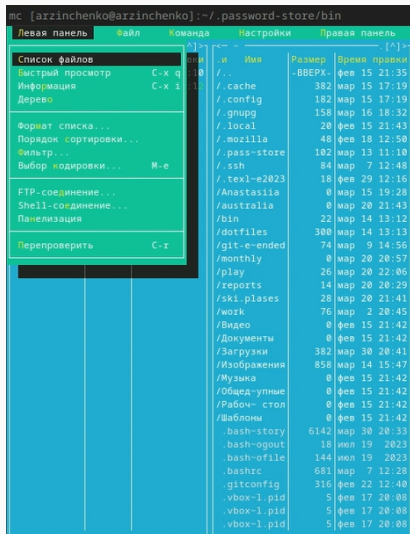 mc [arzinchenko@arzinchenko]:~/.password-store/bin
Левая панель Файл Команда Настройки Правая панель
Список файлов
Быстрый просмотр C-x q
Информация C-x i
Дерево
Формат списка...
Порядок сортировки...
Фильтр...
Выбор кодировки... M-e
FTP-соединение...
Shell-соединение...
Панелизация
Перепроверить C-r
.и Имя Размер Время правки
/.. -ВВЕРХ- фев 15 21:35
/.cache 382 мар 15 17:19
/.config 182 мар 15 17:19
/.gnupg 158 мар 16 18:32
/.local 20 фев 15 21:43
/.mozilla 48 фев 18 12:50
/.pass~store 102 мар 13 11:10
/.ssh 84 мар 7 12:48
/.texl~e2023 18 фев 29 12:16
/Anastasiia 0 мар 15 19:28
/australia 0 мар 20 21:43
/bin 22 мар 14 13:12
/dotfiles 300 мар 14 13:13
/git-e~ended 74 мар 9 14:56
/monthly 0 мар 20 20:57
/play 26 мар 20 22:06
/reports 14 мар 20 20:29
/ski.plases 28 мар 20 21:41
/work 76 мар 2 20:45
/Видео 0 фев 15 21:42
/Документы 0 фев 15 21:42
/Загрузки 382 мар 30 20:41
/Изображения 858 мар 14 15:47
/Музыка 0 фев 15 21:42
/Общед~упные 0 фев 15 21:42
/Рабоч~ стол 0 фев 15 21:42
/Шаблоны 0 фев 15 21:42
.bash~story 6142 мар 30 20:33
.bash~ogout 18 июл 19 2023
.bash~ofile 144 июл 19 2023
.bashrc 681 мар 7 12:28
.gitconfig 316 фев 22 12:40
.vbox~l.pid 5 фев 17 20:08
.vbox~l.pid 5 фев 17 20:08
.vbox~l.pid 5 фев 17 20:08